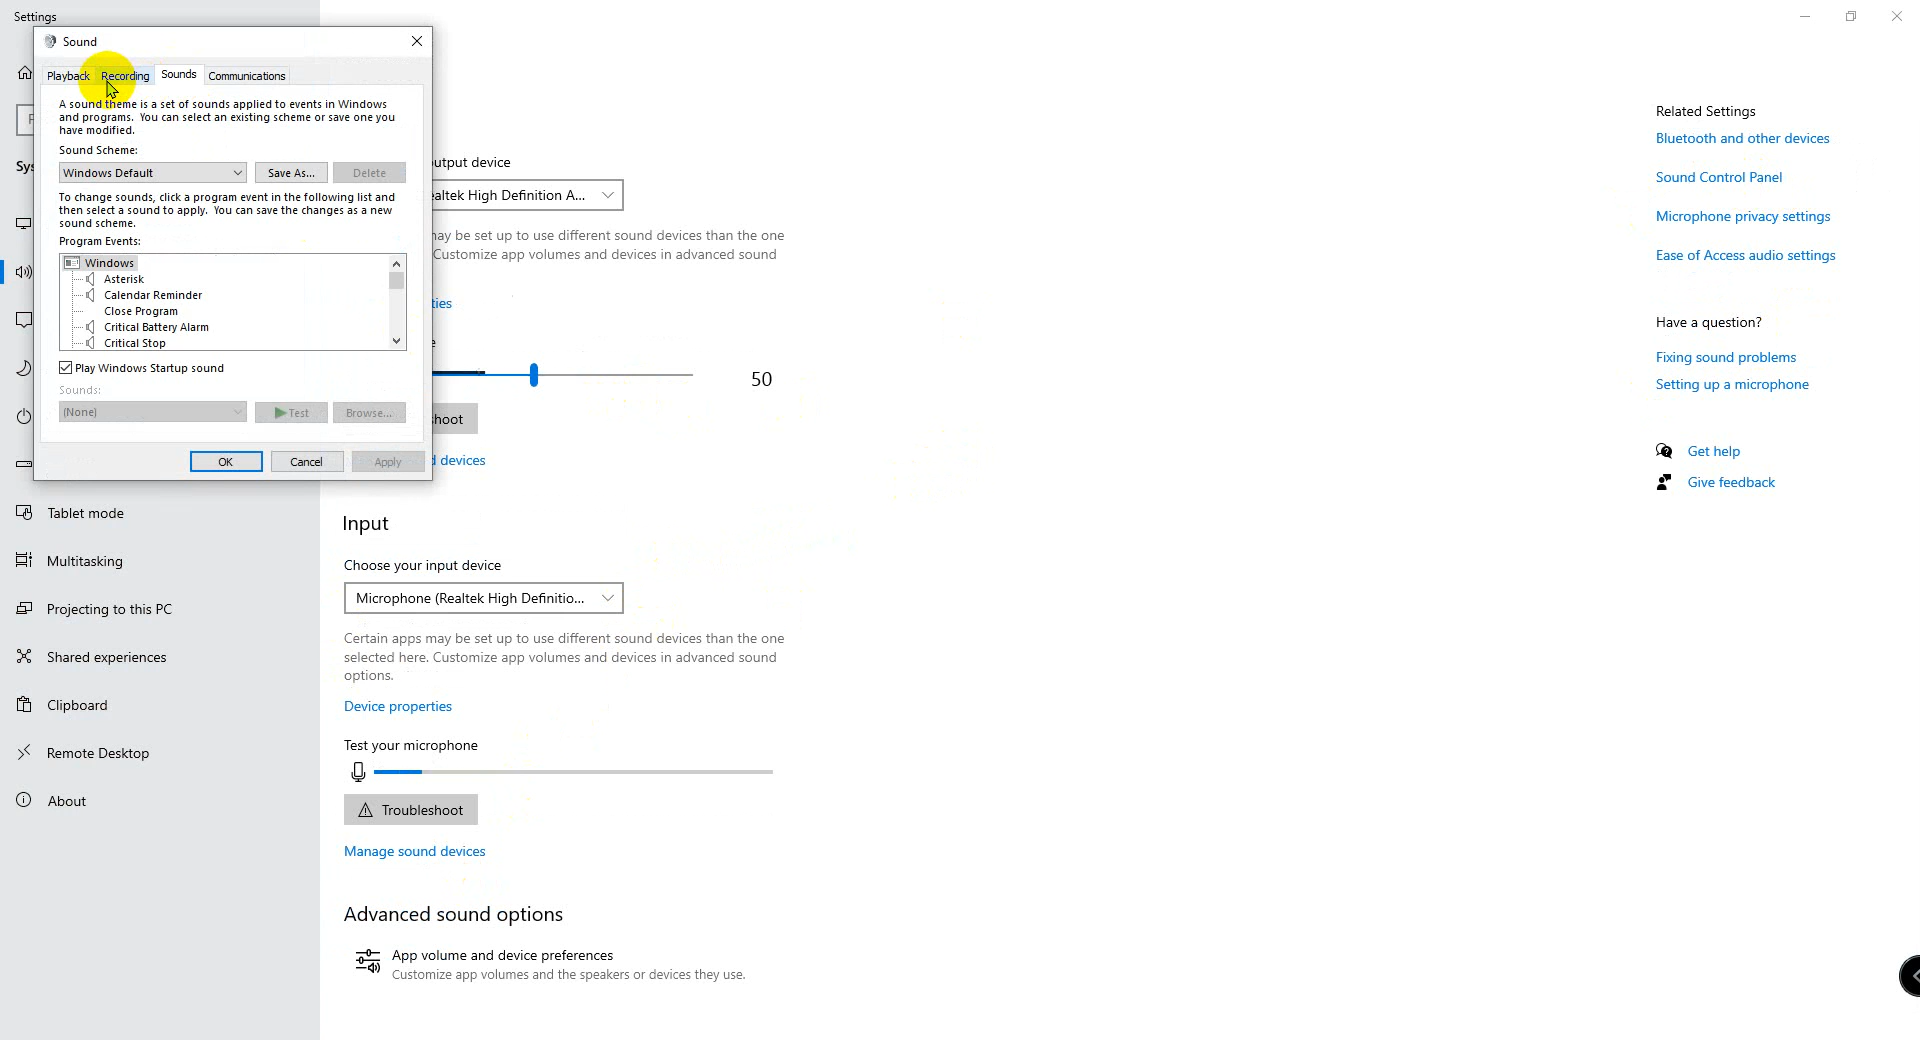 Settings
Sound
Playback Recording Sounds Communications
A sound theme is a set of sounds applied to events in Windows
and programs. You can select an existing scheme or save one you
have modified.
Sound Scheme:
Windows Default
Save As...
Delete
To change sounds, click a program event in the following list and
then select a sound to apply. You can save the changes as a new
sound scheme.
Program Events:
Windows
Asterisk
Calendar Reminder
Close Program
Critical Battery Alarm
Critical Stop
Play Windows Startup sound
Sounds:
(None)
Test
Browse...
OK
Cancel
Apply
Sys
Tablet mode
Multitasking
Projecting to this PC
Shared experiences
Clipboard
Remote Desktop
About
utput device
ealtek High Definition A...
may be set up to use different sound devices than the one
Customize app volumes and devices in advanced sound
ties
e
50
hoot
d devices
Input
Choose your input device
Microphone (Realtek High Definitio...
Certain apps may be set up to use different sound devices than the one
selected here. Customize app volumes and devices in advanced sound
options.
Device properties
Test your microphone
Troubleshoot
Manage sound devices
Advanced sound options
App volume and device preferences
Customize app volumes and the speakers or devices they use.
Related Settings
Bluetooth and other devices
Sound Control Panel
Microphone privacy settings
Ease of Access audio settings
Have a question?
Fixing sound problems
Setting up a microphone
Get help
Give feedback